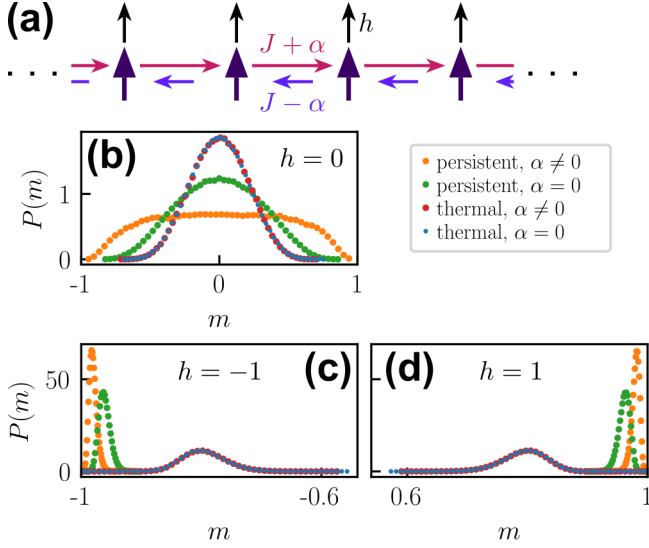 (a)
h
J + α
. . .
. . .
J − α
(b)
h = 0
P(m)
1
0
-1
0
1
m
persistent, α ≠ 0
persistent, α = 0
thermal, α ≠ 0
thermal, α = 0
(c)
h = −1
P(m)
50
0
-1
-0.6
m
(d)
h = 1
0.6
1
m